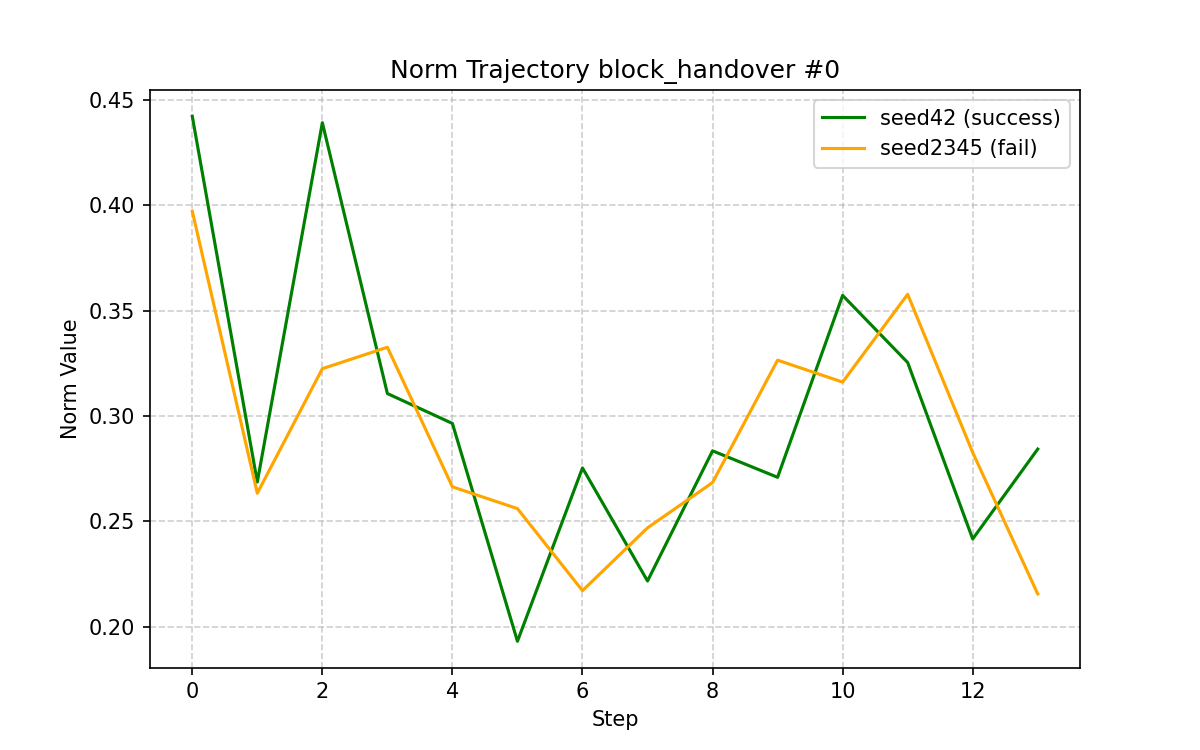 Norm Trajectory block_handover #0
seed42 (success)
seed2345 (fail)
Norm Value
0.45
0.40
0.35
0.30
0.25
0.20
0 2 4 6 8 10 12
Step